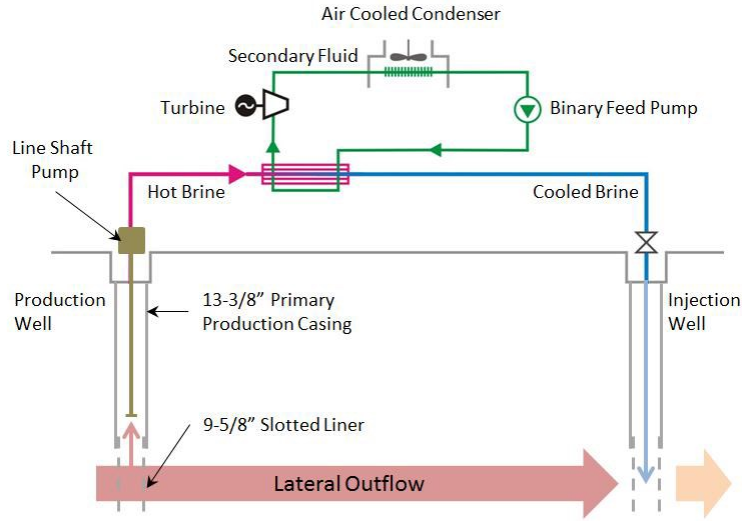 Air Cooled Condenser
Secondary Fluid
Turbine
Binary Feed Pump
Line Shaft
Pump
Hot Brine
Cooled Brine
Production
Well
13-3/8” Primary
Production Casing
Injection
Well
9-5/8” Slotted Liner
Lateral Outflow